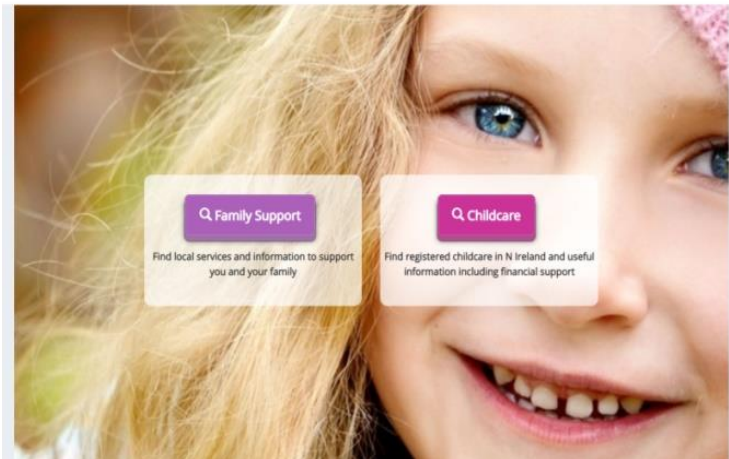 Family Support
Find local services and information to support
you and your family
Childcare
Find registered childcare in N Ireland and useful
information including financial support